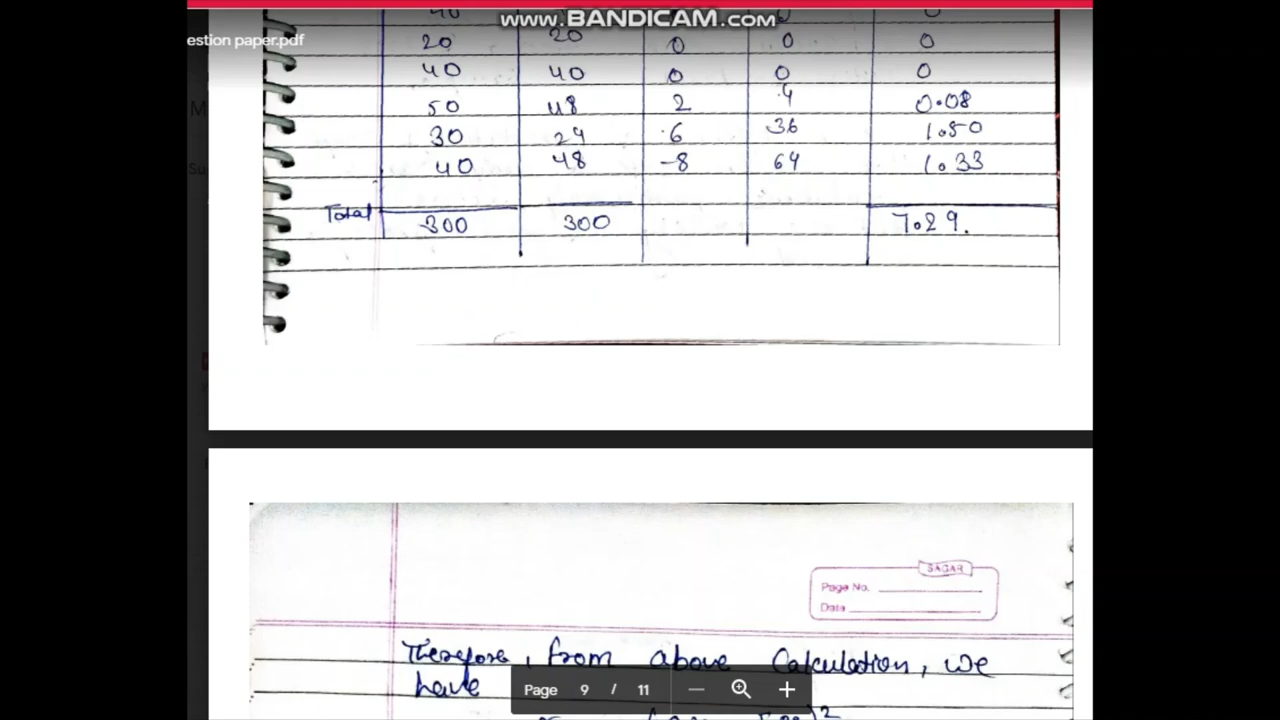 www.BANDICAM.com
estion paper.pdf
20 20 0 0 0
40 40 0 0 0
50 48 2 4 0.08
30 24 6 36 1.50
40 48 -8 64 1.33
Total 300 300 7.29.
SAGAR
Page No.
Date
Therefore, from above Calculation, we
have
Page 9 / 11